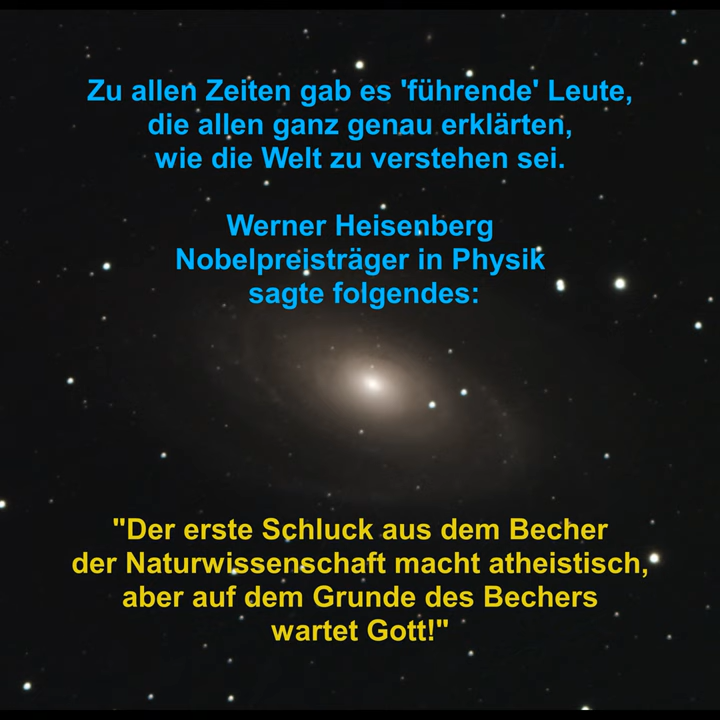 Zu allen Zeiten gab es 'führende' Leute,
die allen ganz genau erklärten,
wie die Welt zu verstehen sei.
Werner Heisenberg
Nobelpreisträger in Physik
sagte folgendes:
"Der erste Schluck aus dem Becher
der Naturwissenschaft macht atheistisch,
aber auf dem Grunde des Bechers
wartet Gott!"